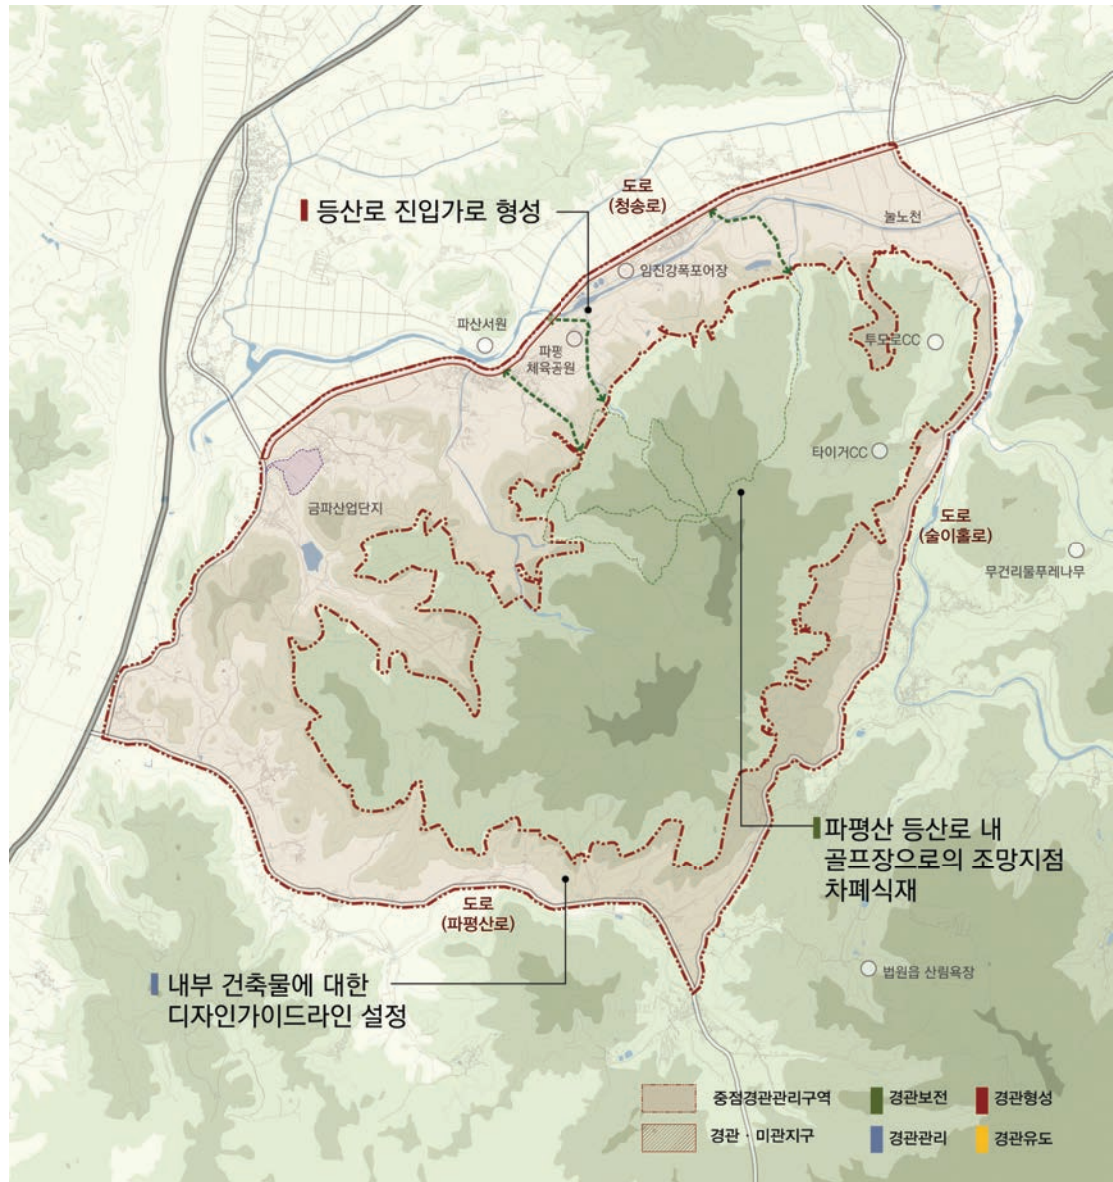 도로
(청송로)
등산로 진입가로 형성
눌노천
임진강폭포어장
파산서원
파평
체육공원
투모로CC
타이거CC
금파산업단지
도로
(술이홀로)
무건리물푸레나무
파평산 등산로 내
골프장으로의 조망지점
차폐식재
도로
(파평산로)
내부 건축물에 대한
디자인가이드라인 설정
법원읍 산림욕장
중점경관관리구역
경관보전
경관형성
경관 · 미관지구
경관관리
경관유도